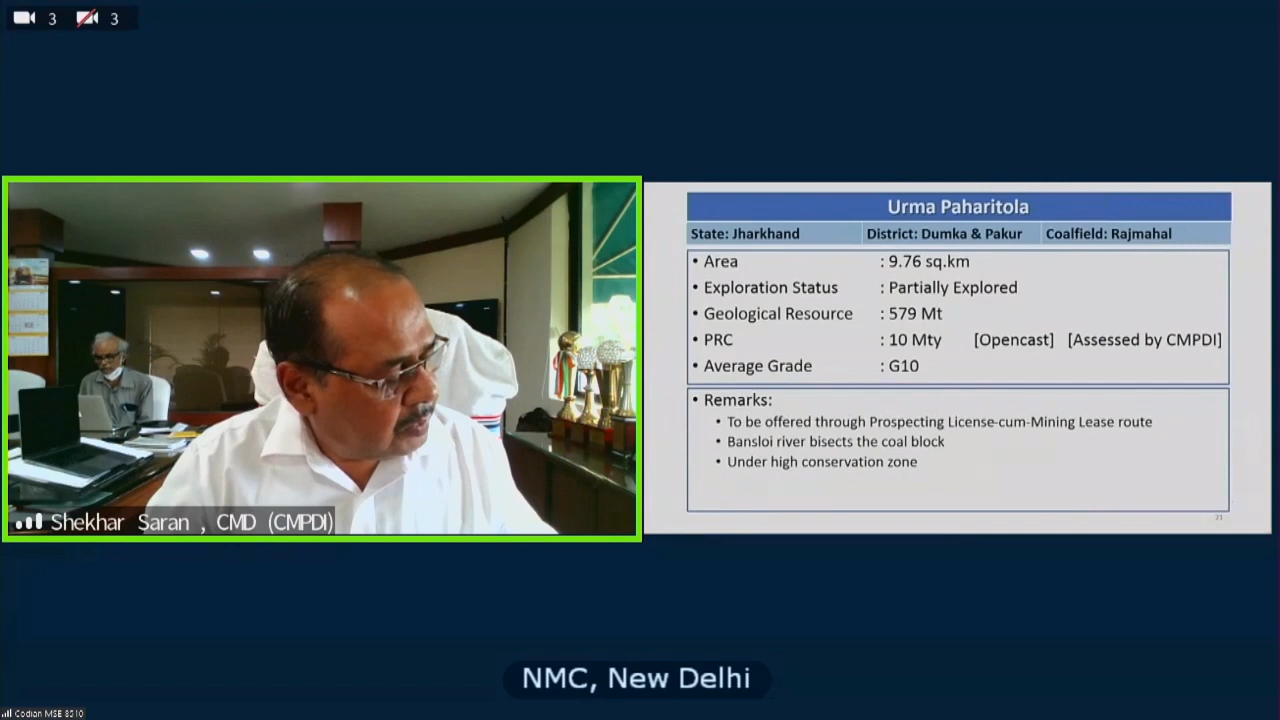 3 3
Urma Paharitola
State: Jharkhand District: Dumka & Pakur Coalfield: Rajmahal
• Area : 9.76 sq.km
• Exploration Status : Partially Explored
• Geological Resource : 579 Mt
• PRC : 10 Mty [Opencast] [Assessed by CMPDI]
• Average Grade : G10
• Remarks:
• To be offered through Prospecting License-cum-Mining Lease route
• Bansloi river bisects the coal block
• Under high conservation zone
21
Shekhar Saran , CMD (CMPDI)
NMC, New Delhi
Codian MSE 8510